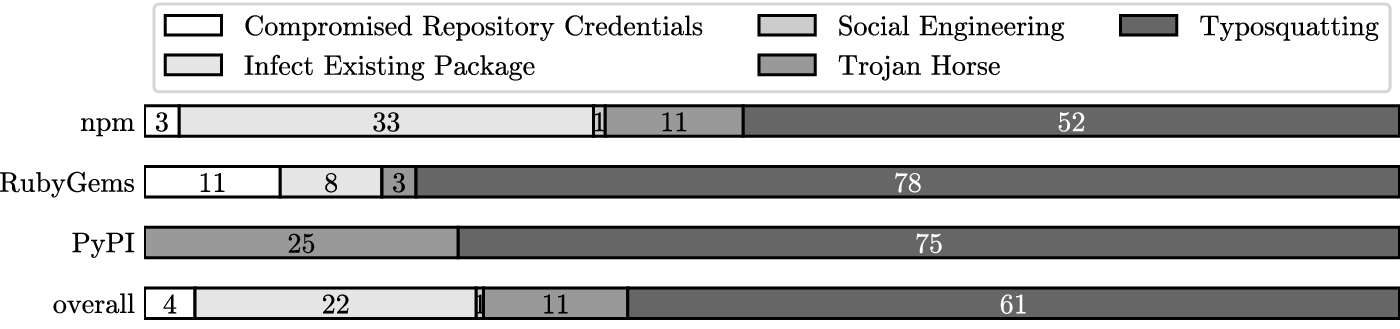 Compromised Repository Credentials Social Engineering Typosquatting
Infect Existing Package Trojan Horse
npm 3 33 1 11 52
RubyGems 11 8 3 78
PyPI 25 75
overall 4 22 1 11 61